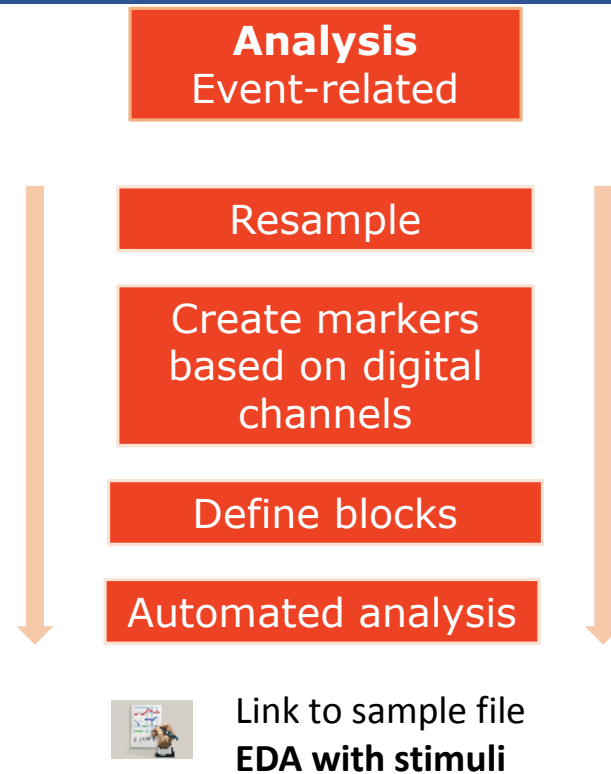 Analysis
Event-related
Resample
Create markers
based on digital
channels
Define blocks
Automated analysis
Link to sample file
EDA with stimuli